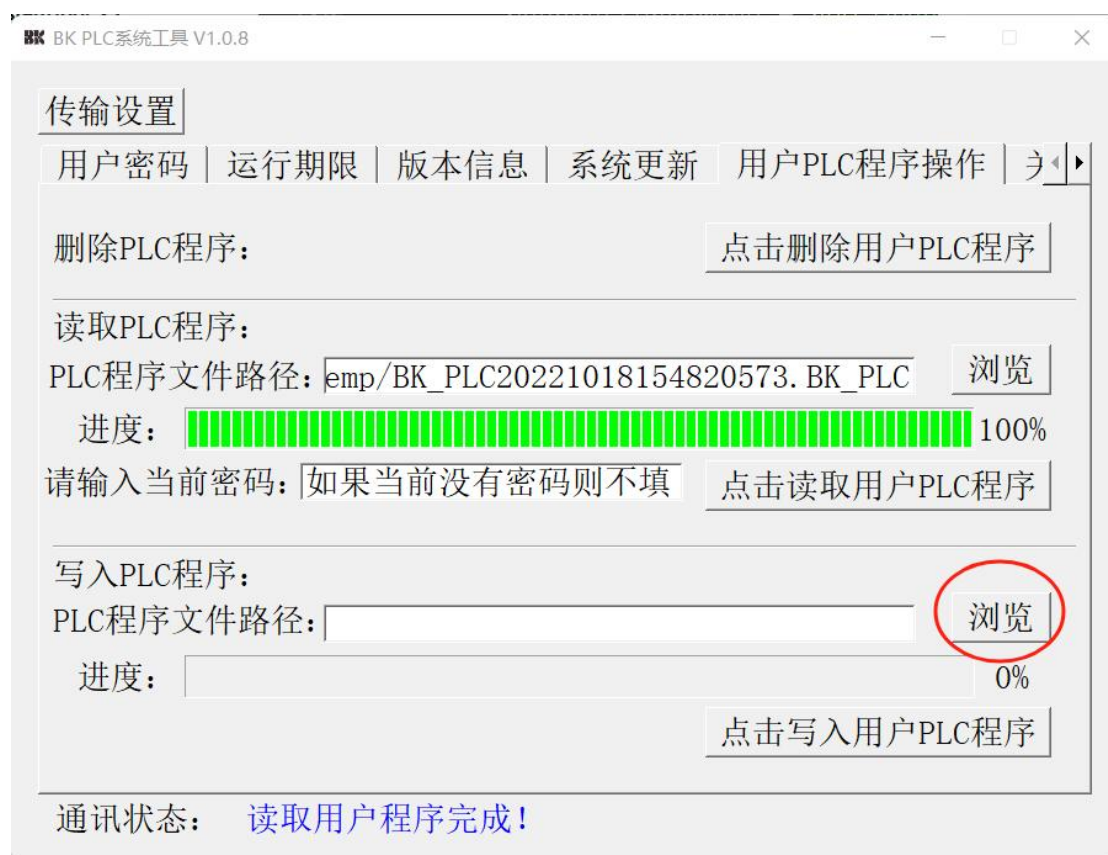 BK BK PLC系统工具 V1.0.8
传输设置
用户密码 运行期限 版本信息 系统更新 用户PLC程序操作
删除PLC程序： 点击删除用户PLC程序
读取PLC程序：
PLC程序文件路径： emp/BK_PLC20221018154820573.BK_PLC 浏览
进度： 100%
请输入当前密码： 如果当前没有密码则不填 点击读取用户PLC程序
写入PLC程序：
PLC程序文件路径： 浏览
进度： 0%
点击写入用户PLC程序
通讯状态： 读取用户程序完成！